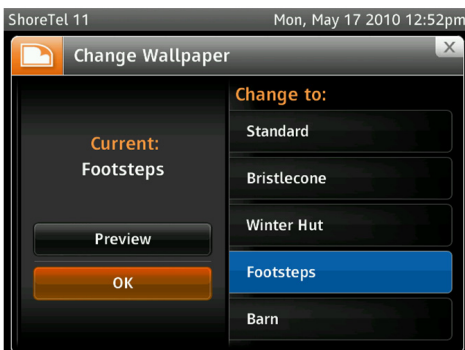 ShoreTel 11 Mon, May 17 2010 12:52pm
Change Wallpaper X
Current:
Footsteps
Preview
OK
Change to:
Standard
Bristlecone
Winter Hut
Footsteps
Barn